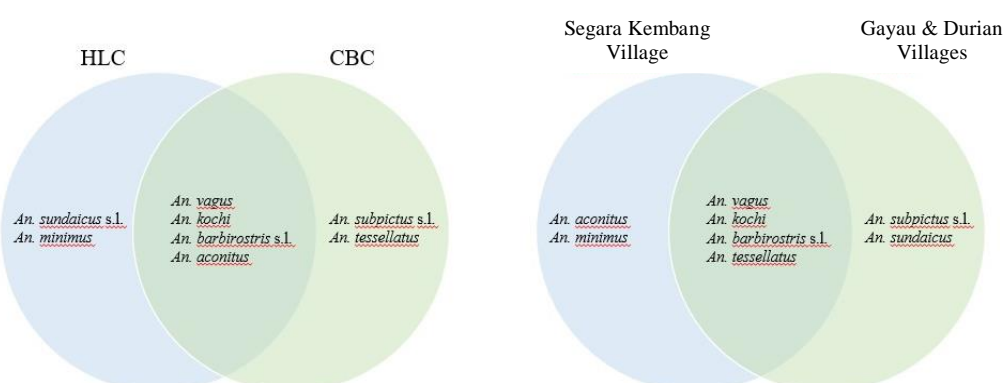 HLC
CBC
An. sundaicus s.l.
An. minimus
An. vagus
An. kochi
An. barbirostris s.l.
An. aconitus
An. subpictus s.l.
An. tessellatus
Segara Kembang
Village
Gayau & Durian
Villages
An. aconitus
An. minimus
An. vagus
An. kochi
An. barbirostris s.l.
An. tessellatus
An. subpictus s.l.
An. sundaicus